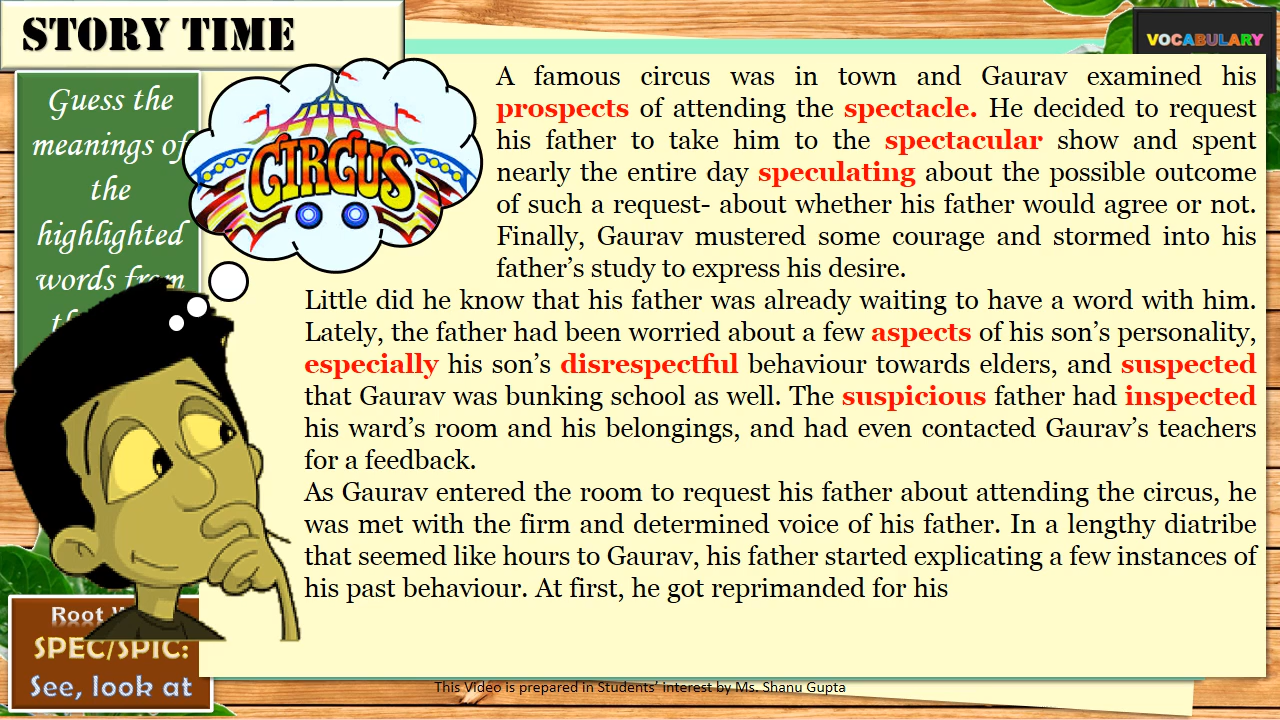 STORY TIME
VOCABULARY
Guess the
meanings of
the
highlighted
words from
A famous circus was in town and Gaurav examined his
prospects of attending the spectacle. He decided to request
his father to take him to the spectacular show and spent
nearly the entire day speculating about the possible outcome
of such a request- about whether his father would agree or not.
Finally, Gaurav mustered some courage and stormed into his
father's study to express his desire.
CIRCUS
Little did he know that his father was already waiting to have a word with him.
Lately, the father had been worried about a few aspects of his son's personality,
especially his son's disrespectful behaviour towards elders, and suspected
that Gaurav was bunking school as well. The suspicious father had inspected
his ward's room and his belongings, and had even contacted Gaurav's teachers
for a feedback.
As Gaurav entered the room to request his father about attending the circus, he
was met with the firm and determined voice of his father. In a lengthy diatribe
that seemed like hours to Gaurav, his father started explicating a few instances of
his past behaviour. At first, he got reprimanded for his
Root
SPEC/SPIC:
See, look at
This Video is prepared in Students' interest by Ms. Shanu Gupta